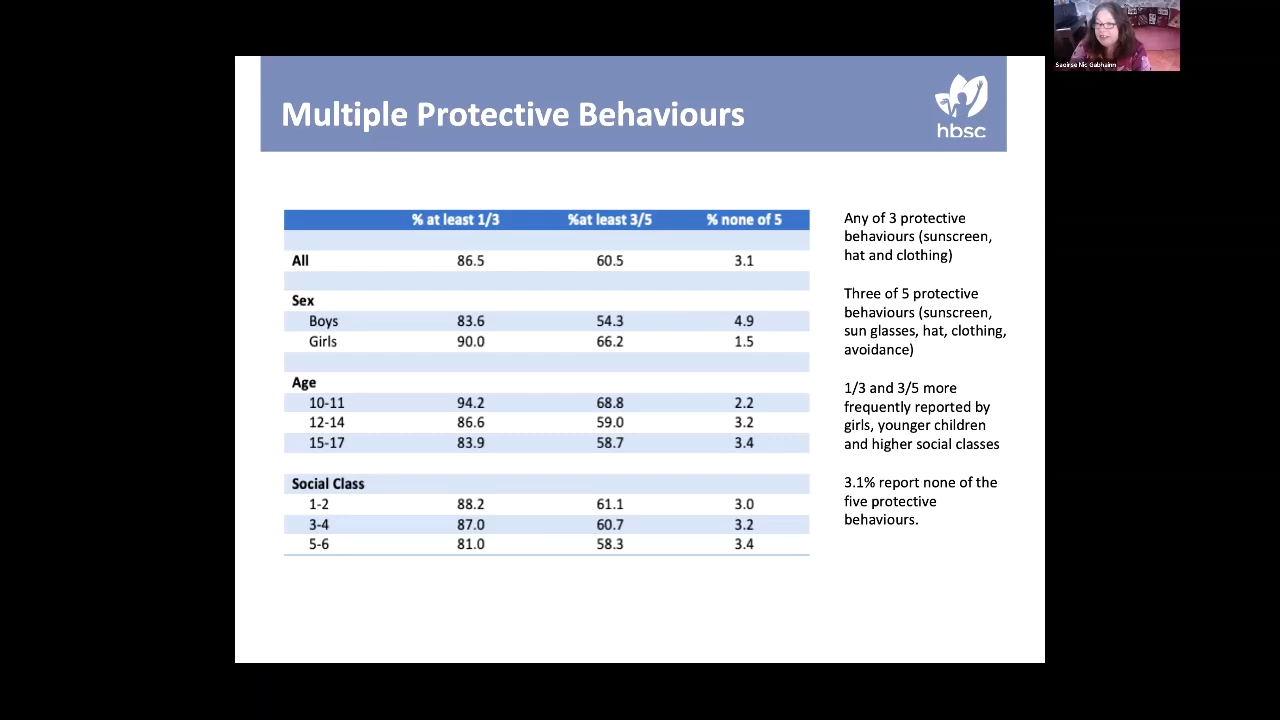 Saoirse Nic Gabhainn
Multiple Protective Behaviours
hbsc
% at least 1/3 %at least 3/5 % none of 5
All 86.5 60.5 3.1
Sex
Boys 83.6 54.3 4.9
Girls 90.0 66.2 1.5
Age
10-11 94.2 68.8 2.2
12-14 86.6 59.0 3.2
15-17 83.9 58.7 3.4
Social Class
1-2 88.2 61.1 3.0
3-4 87.0 60.7 3.2
5-6 81.0 58.3 3.4
Any of 3 protective
behaviours (sunscreen,
hat and clothing)
Three of 5 protective
behaviours (sunscreen,
sun glasses, hat, clothing,
avoidance)
1/3 and 3/5 more
frequently reported by
girls, younger children
and higher social classes
3.1% report none of the
five protective
behaviours.